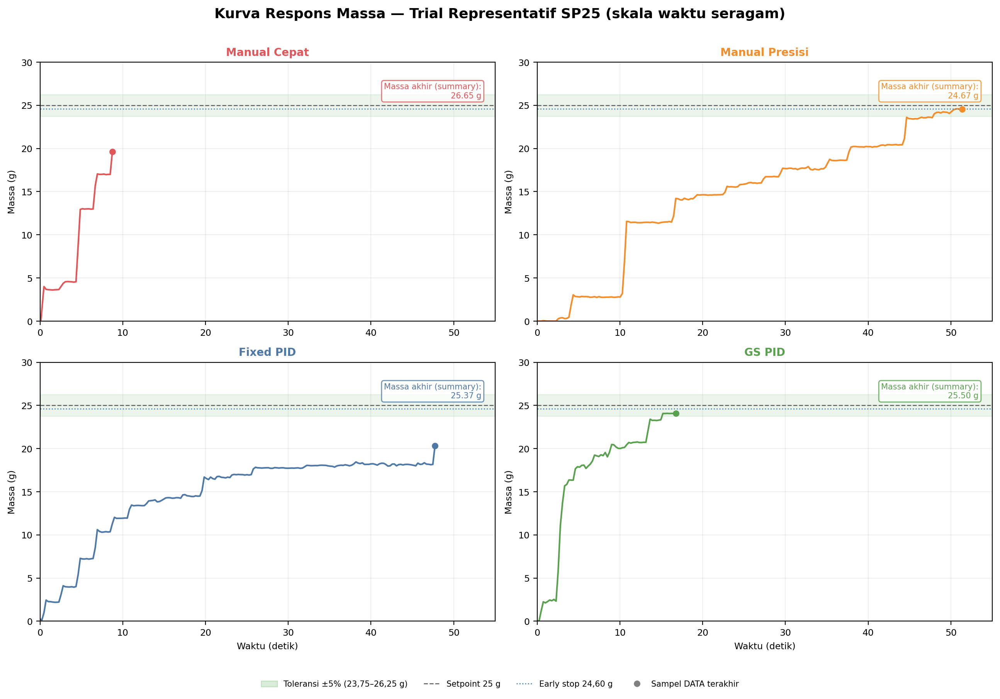 Kurva Respons Massa — Trial Representatif SP25 (skala waktu seragam)
Manual Cepat
30
25
20
15
10
5
0
Massa (g)
Massa akhir (summary):
26.65 g
0 10 20 30 40 50
Manual Presisi
30
25
20
15
10
5
0
Massa (g)
Massa akhir (summary):
24.67 g
0 10 20 30 40 50
Fixed PID
30
25
20
15
10
5
0
Massa (g)
Massa akhir (summary):
25.37 g
0 10 20 30 40 50
Waktu (detik)
GS PID
30
25
20
15
10
5
0
Massa (g)
Massa akhir (summary):
25.50 g
0 10 20 30 40 50
Waktu (detik)
Toleransi ±5% (23,75–26,25 g) Setpoint 25 g Early stop 24,60 g Sampel DATA terakhir